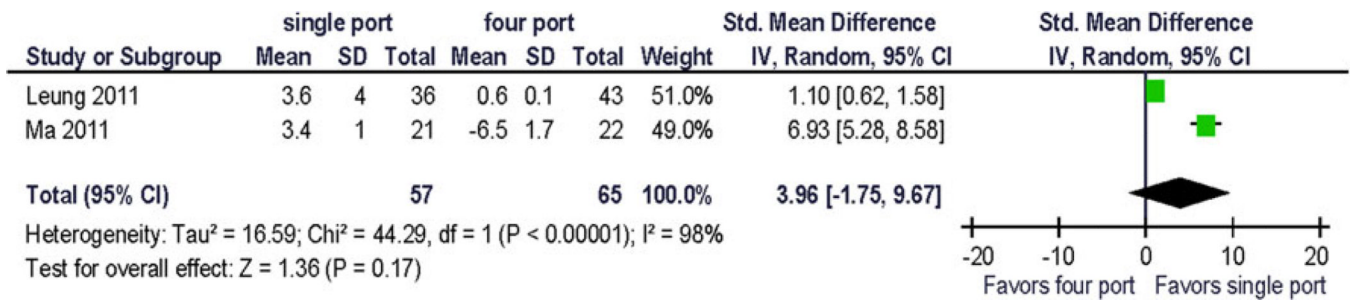 single port four port Std. Mean Difference Std. Mean Difference
Study or Subgroup Mean SD Total Mean SD Total Weight IV, Random, 95% CI IV, Random, 95% CI
Leung 2011 3.6 4 36 0.6 0.1 43 51.0% 1.10 [0.62, 1.58]
Ma 2011 3.4 1 21 -6.5 1.7 22 49.0% 6.93 [5.28, 8.58]
Total (95% CI) 57 65 100.0% 3.96 [-1.75, 9.67]
Heterogeneity: Tau² = 16.59; Chi² = 44.29, df = 1 (P < 0.00001); I² = 98%
Test for overall effect: Z = 1.36 (P = 0.17)
-20 -10 0 10 20
Favors four port Favors single port